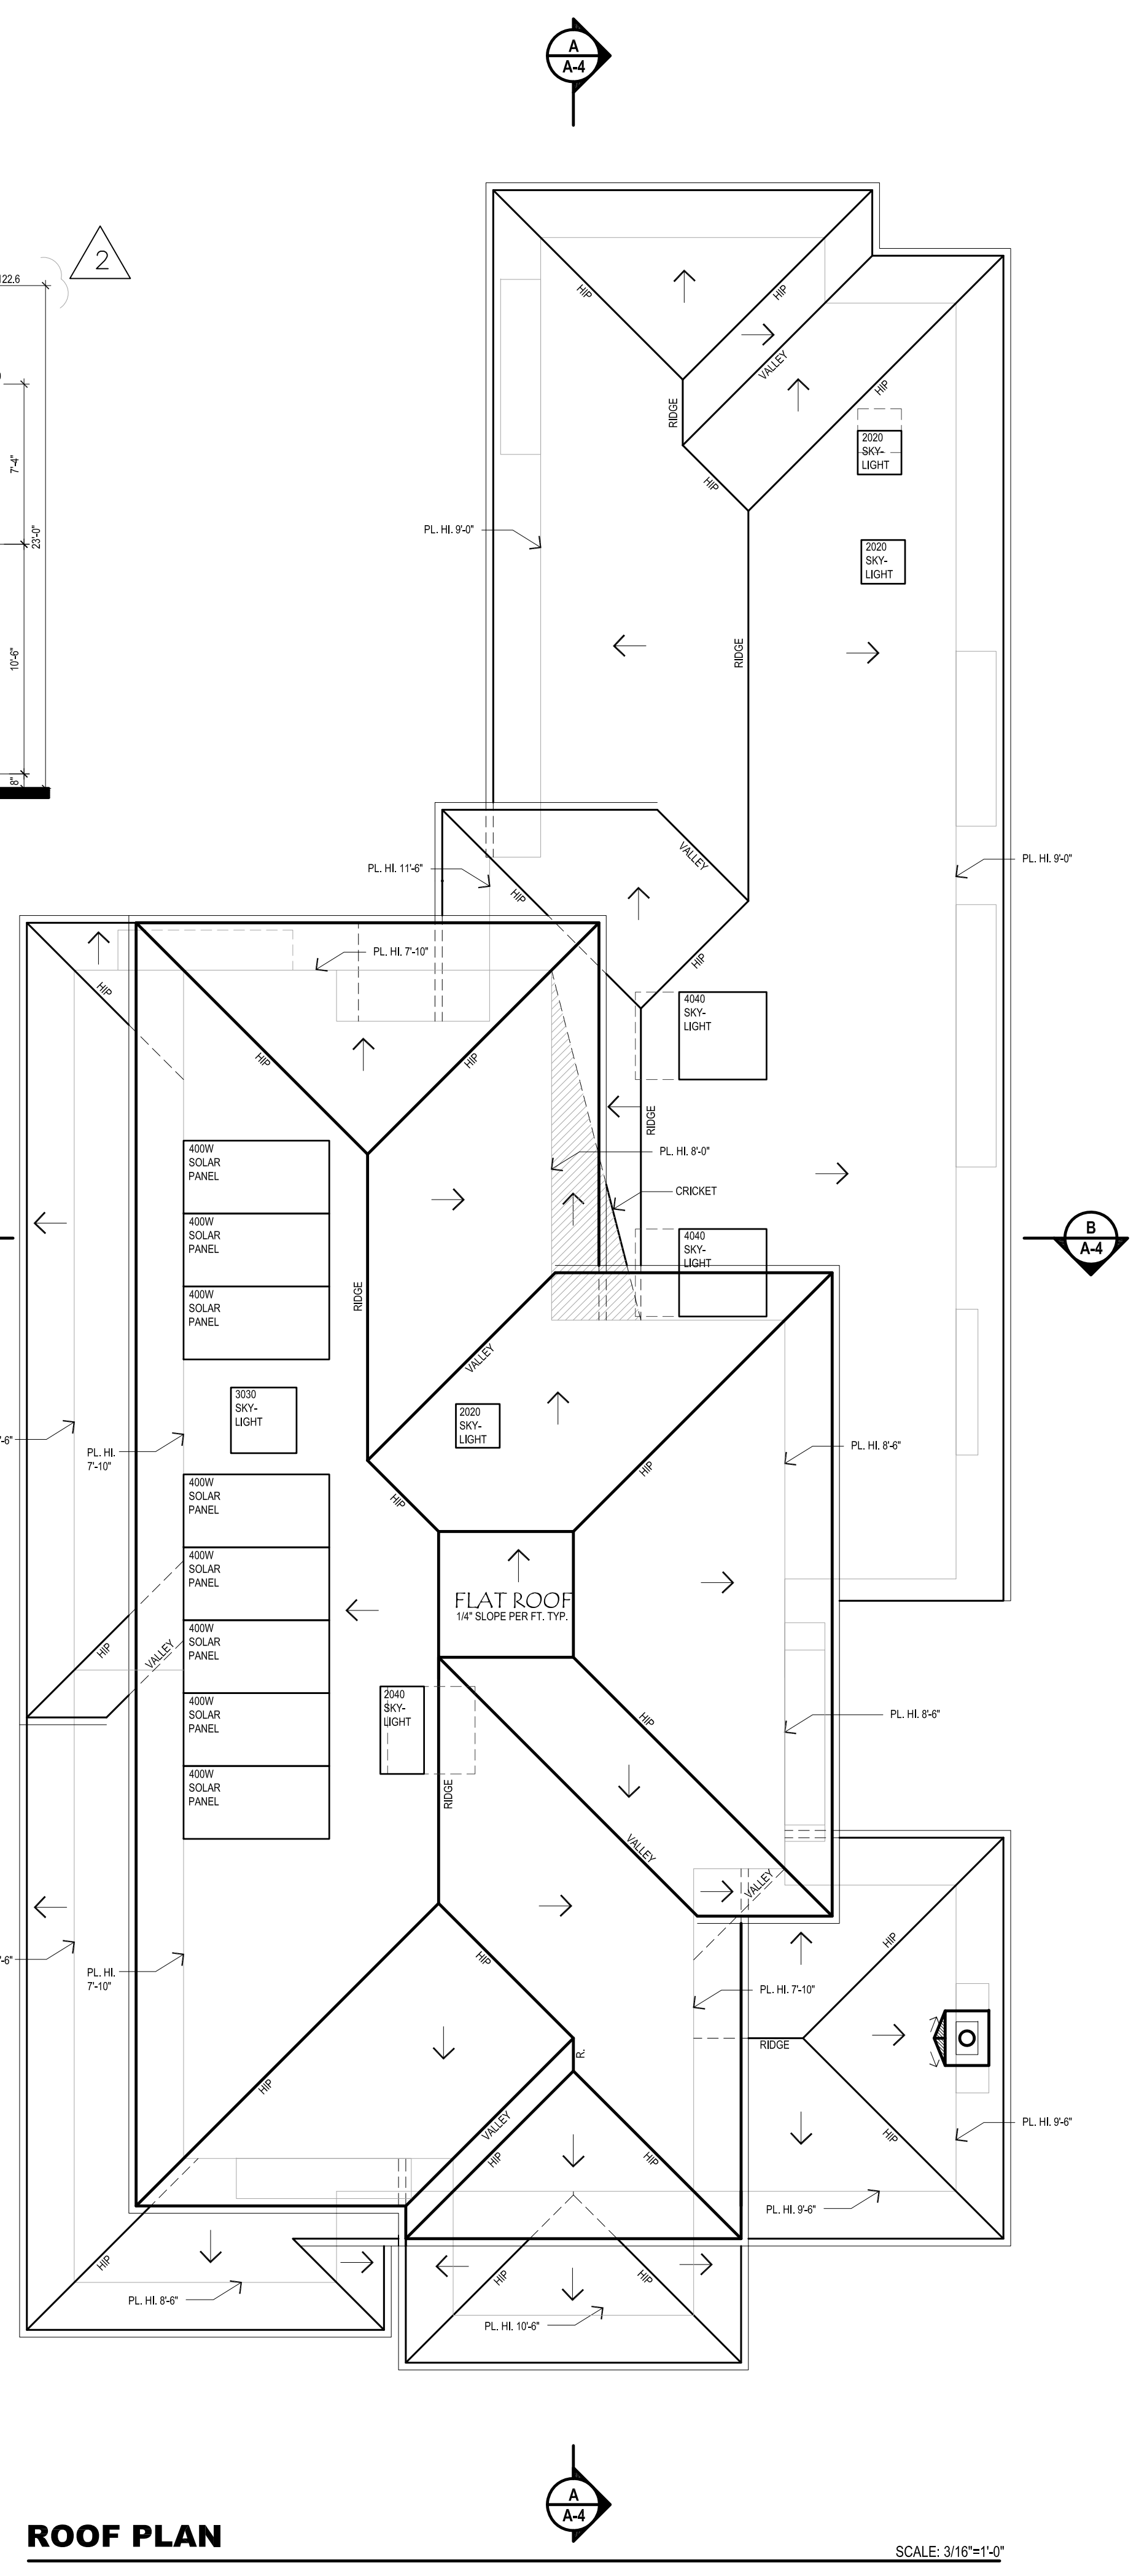 A
A-4
2
122.6
7'-4"
23'-0"
10'-6"
8"
HIP
HIP
VALLEY
RIDGE
HIP
HIP
2020
SKY-
LIGHT
PL. HI. 9'-0"
2020
SKY-
LIGHT
RIDGE
VALLEY
PL. HI. 9'-0"
PL. HI. 11'-6"
HIP
HIP
PL. HI. 7'-10"
HIP
4040
SKY-
LIGHT
HIP
HIP
RIDGE
400W
SOLAR
PANEL
PL. HI. 8'-0"
CRICKET
400W
SOLAR
PANEL
4040
SKY-
LIGHT
B
A-4
RIDGE
400W
SOLAR
PANEL
VALLEY
3030
SKY-
LIGHT
2020
SKY-
LIGHT
'-6"
PL. HI.
7'-10"
PL. HI. 8'-6"
HIP
HIP
400W
SOLAR
PANEL
400W
SOLAR
PANEL
FLAT ROOF
1/4" SLOPE PER FT. TYP.
HIP
VALLEY
400W
SOLAR
PANEL
2040
SKY-
LIGHT
400W
SOLAR
PANEL
HIP
PL. HI. 8'-6"
RIDGE
400W
SOLAR
PANEL
VALLEY
VALLEY
HIP
HIP
'-6"
PL. HI.
7'-10"
PL. HI. 7'-10"
RIDGE
R.
HIP
VALLEY
HIP
HIP
HIP
PL. HI. 9'-6"
PL. HI. 9'-6"
HIP
HIP
HIP
PL. HI. 8'-6"
PL. HI. 10'-6"
A
A-4
ROOF PLAN
SCALE: 3/16"=1'-0"